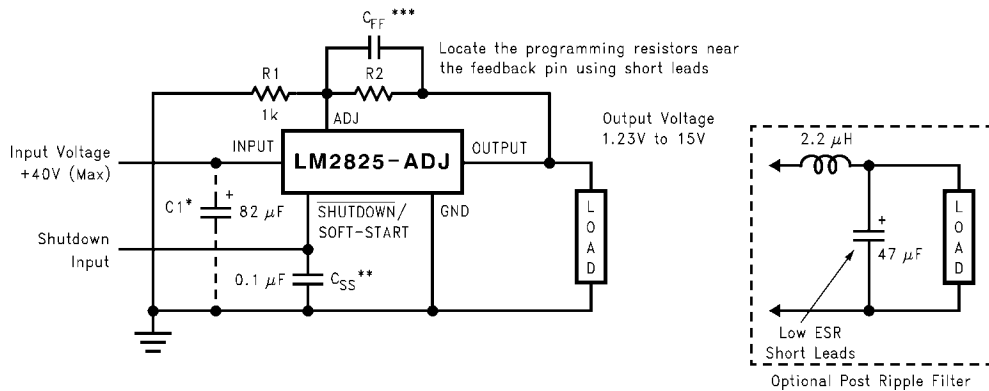 C_FF ***
Locate the programming resistors near
the feedback pin using short leads
R1
R2
1k
ADJ
Output Voltage
1.23V to 15V
Input Voltage
+40V (Max)
INPUT
LM2825-ADJ
OUTPUT
C1*
+
82 μF
SHUTDOWN/
SOFT-START
GND
LOAD
Shutdown
Input
0.1 μF
C_SS**
2.2 μH
+
47 μF
LOAD
Low ESR
Short Leads
Optional Post Ripple Filter